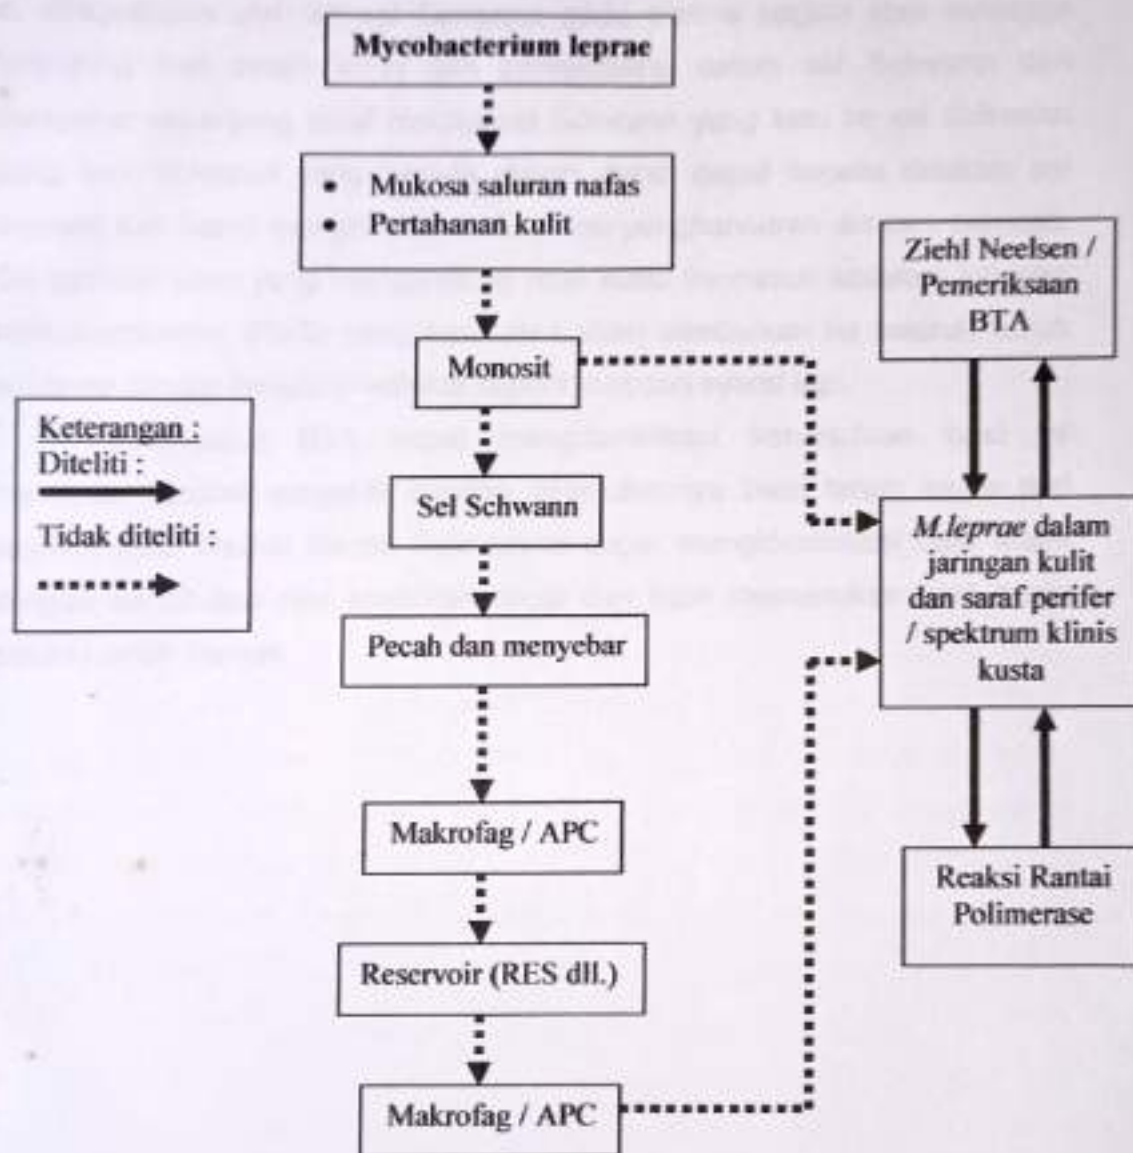 Mycobacterium leprae
• Mukosa saluran nafas
• Pertahanan kulit
Monosit
Sel Schwann
Pecah dan menyebar
Makrofag / APC
Reservoir (RES dll.)
Makrofag / APC
Keterangan :
Diteliti :
Tidak diteliti :
Ziehl Neelsen /
Pemeriksaan
BTA
M.leprae dalam
jaringan kulit
dan saraf perifer
/ spektrum klinis
kusta
Reaksi Rantai
Polimerase